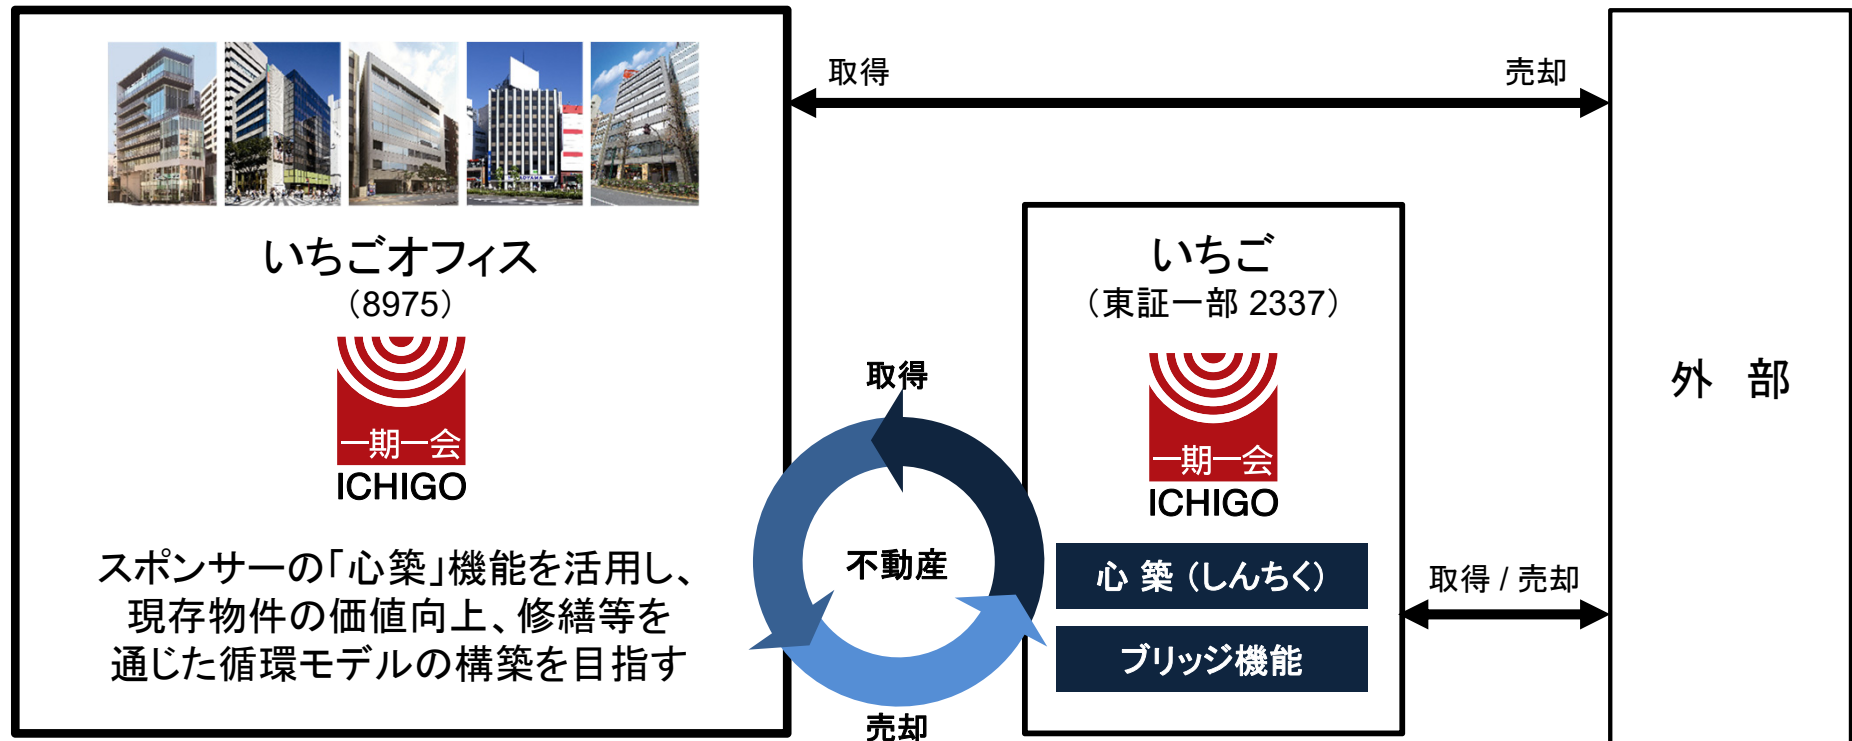 取得
売却
いちごオフィス
（8975）
一期一会
ICHIGO
スポンサーの「心築」機能を活用し、
現存物件の価値向上、修繕等を
通じた循環モデルの構築を目指す
取得
不動産
売却
いちご
（東証一部 2337）
一期一会
ICHIGO
心 築 （しんちく）
ブリッジ機能
取得 / 売却
外 部